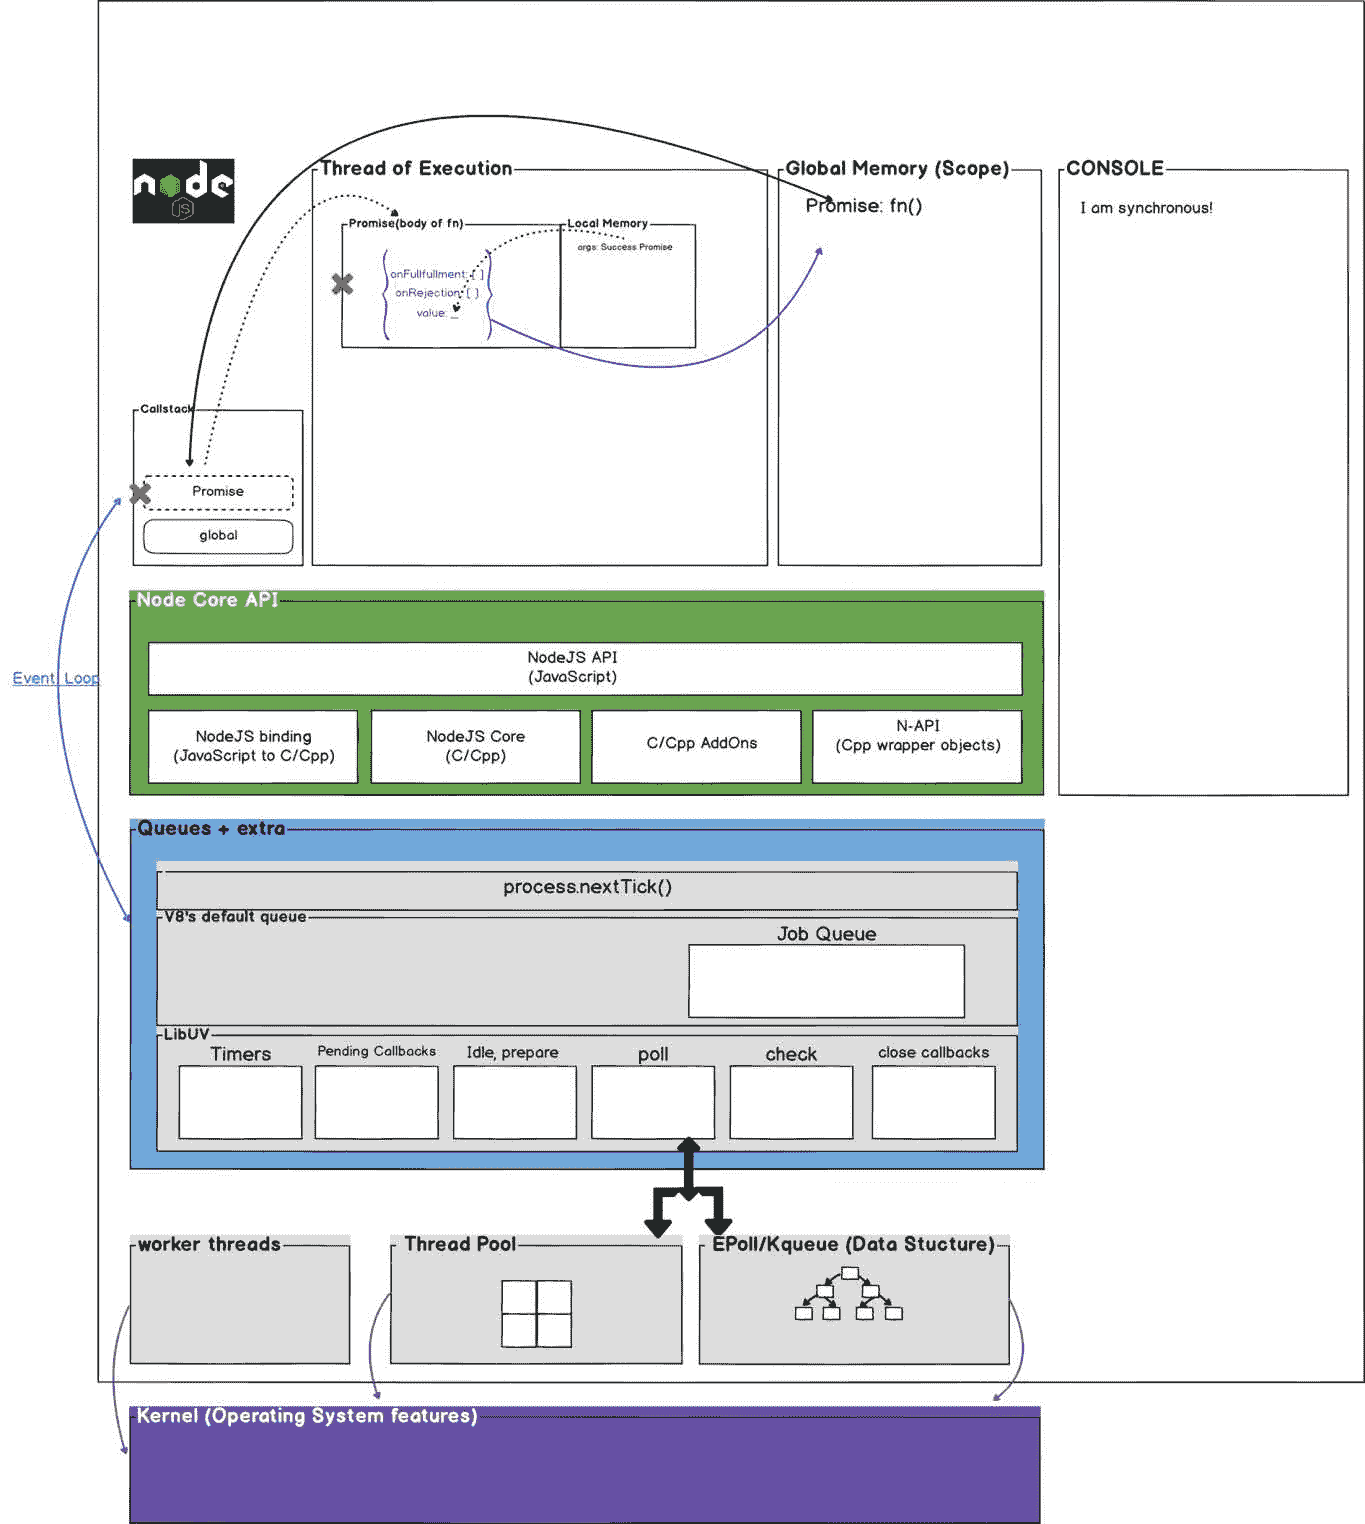 node
JS
Thread of Execution
Global Memory (Scope)
CONSOLE
Promise: fn()
I am synchronous!
Promise(body of fn)
Local Memory
args: Success Promise
onFullfullment: [ ]
onRejection: [ ]
value: _
Callstack
Promise
global
Node Core API
NodeJS API
(JavaScript)
Event Loop
NodeJS binding
(JavaScript to C/Cpp)
NodeJS Core
(C/Cpp)
C/Cpp AddOns
N-API
(Cpp wrapper objects)
Queues + extra
process.nextTick()
V8's default queue
Job Queue
LibUV
Timers
Pending Callbacks
Idle, prepare
poll
check
close callbacks
worker threads
Thread Pool
EPoll/Kqueue (Data Stucture)
Kernel (Operating System features)